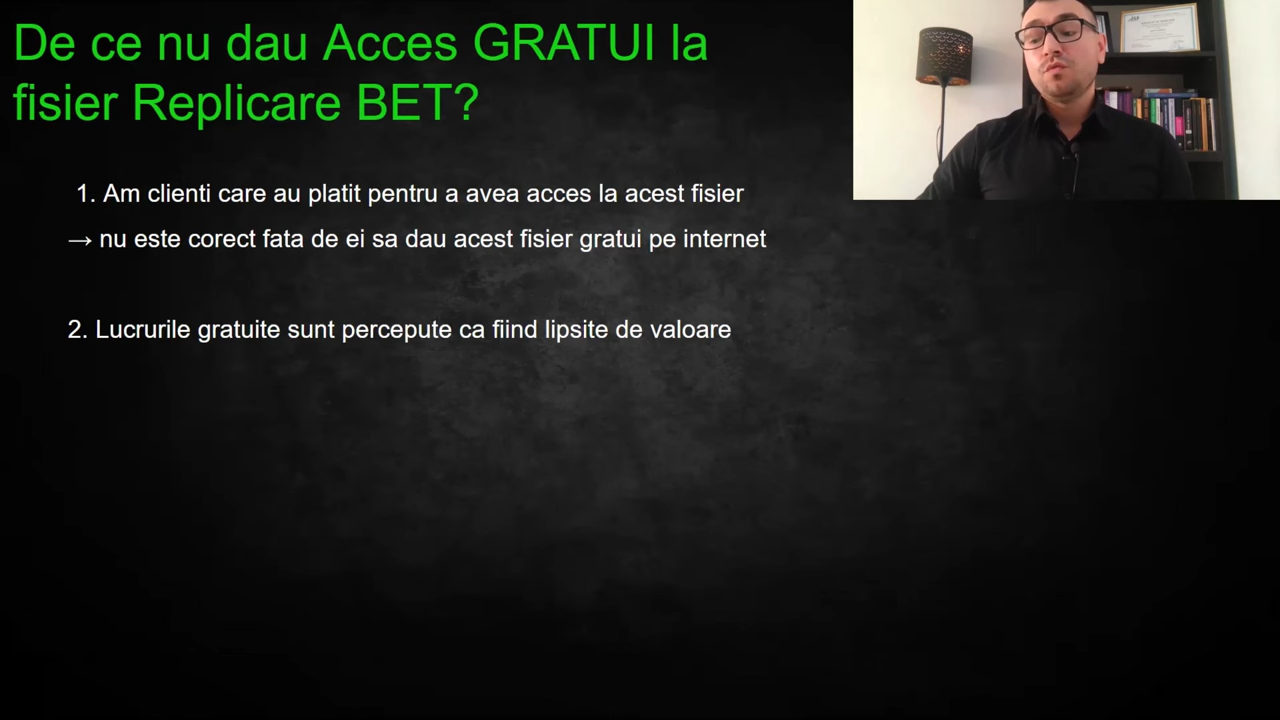 De ce nu dau Acces GRATUI la
fisier Replicare BET?
1. Am clienti care au platit pentru a avea acces la acest fisier
→ nu este corect fata de ei sa dau acest fisier gratui pe internet
2. Lucrurile gratuite sunt percepute ca fiind lipsite de valoare